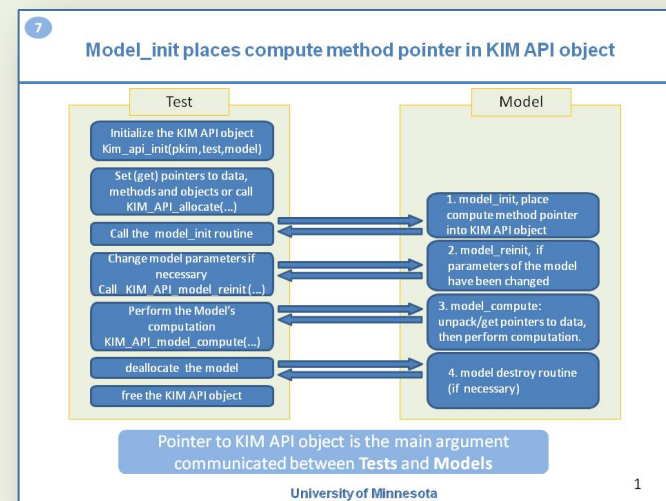 7
Model_init places compute method pointer in KIM API object
Test
Initialize the KIM API object
Kim_api_init(pkim,test,model)
Set (get) pointers to data,
methods and objects or call
KIM_API_allocate(...)
Call the model_init routine
Change model parameters if
necessary
Call KIM_API_model_reinit(...)
Perform the Model's
computation
KIM_API_model_compute(...)
deallocate the model
free the KIM API object
Model
1. model_init, place
compute method pointer
into KIM API object
2. model_reinit, if
parameters of the model
have been changed
3. model_compute:
unpack/get pointers to data,
then perform computation.
4. model destroy routine
(if necessary)
Pointer to KIM API object is the main argument
communicated between Tests and Models
University of Minnesota
1